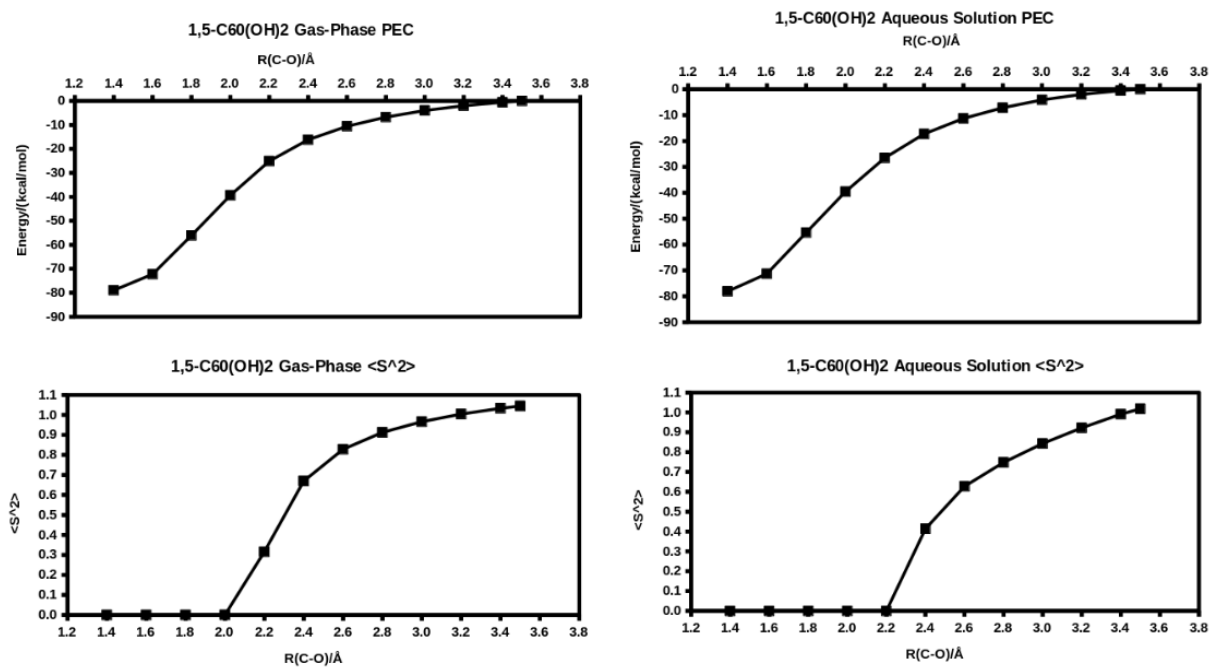 1,5-C60(OH)2 Gas-Phase PEC
R(C-O)/Å
1.2 1.4 1.6 1.8 2.0 2.2 2.4 2.6 2.8 3.0 3.2 3.4 3.6 3.8
0
-10
-20
-30
-40
-50
-60
-70
-80
-90
Energy/(kcal/mol)
1,5-C60(OH)2 Aqueous Solution PEC
R(C-O)/Å
1.2 1.4 1.6 1.8 2.0 2.2 2.4 2.6 2.8 3.0 3.2 3.4 3.6 3.8
0
-10
-20
-30
-40
-50
-60
-70
-80
-90
Energy/(kcal/mol)
1,5-C60(OH)2 Gas-Phase <S^2>
1.1
1.0
0.9
0.8
0.7
0.6
0.5
0.4
0.3
0.2
0.1
0.0
<S^2>
1.2 1.4 1.6 1.8 2.0 2.2 2.4 2.6 2.8 3.0 3.2 3.4 3.6 3.8
R(C-O)/Å
1,5-C60(OH)2 Aqueous Solution <S^2>
1.1
1.0
0.9
0.8
0.7
0.6
0.5
0.4
0.3
0.2
0.1
0.0
<S^2>
1.2 1.4 1.6 1.8 2.0 2.2 2.4 2.6 2.8 3.0 3.2 3.4 3.6 3.8
R(C-O)/Å